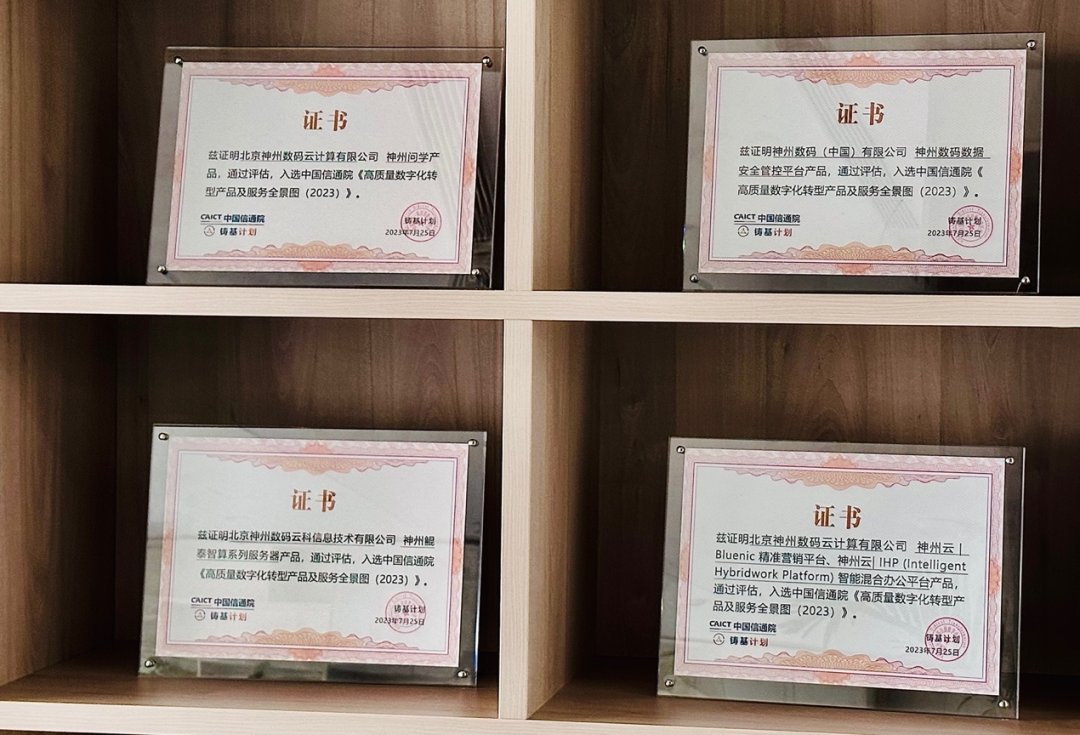 证书
兹证明北京神州数码云计算有限公司 神州问学产
品，通过评估，入选中国信通院《高质量数字化转
型产品及服务全景图（2023）》。
CAICT 中国信通院
铸基计划
铸基计划
2023年7月25日
证书
兹证明神州数码（中国）有限公司 神州数码数据
安全管控平台产品，通过评估，入选中国信通院《
高质量数字化转型产品及服务全景图（2023）》。
CAICT 中国信通院
铸基计划
铸基计划
2023年7月25日
证书
兹证明北京神州数码云科信息技术有限公司 神州鲲
泰智算系列服务器产品，通过评估，入选中国信通院
《高质量数字化转型产品及服务全景图（2023）》。
CAICT 中国信通院
铸基计划
铸基计划
2023年7月25日
证书
兹证明北京神州数码云计算有限公司 神州云 |
Bluenic 精准营销平台、神州云| IHP (Intelligent
Hybridwork Platform) 智能混合办公平台产品，
通过评估，入选中国信通院《高质量数字化转型产
品及服务全景图（2023）》。
CAICT 中国信通院
铸基计划
铸基计划
2023年7月25日